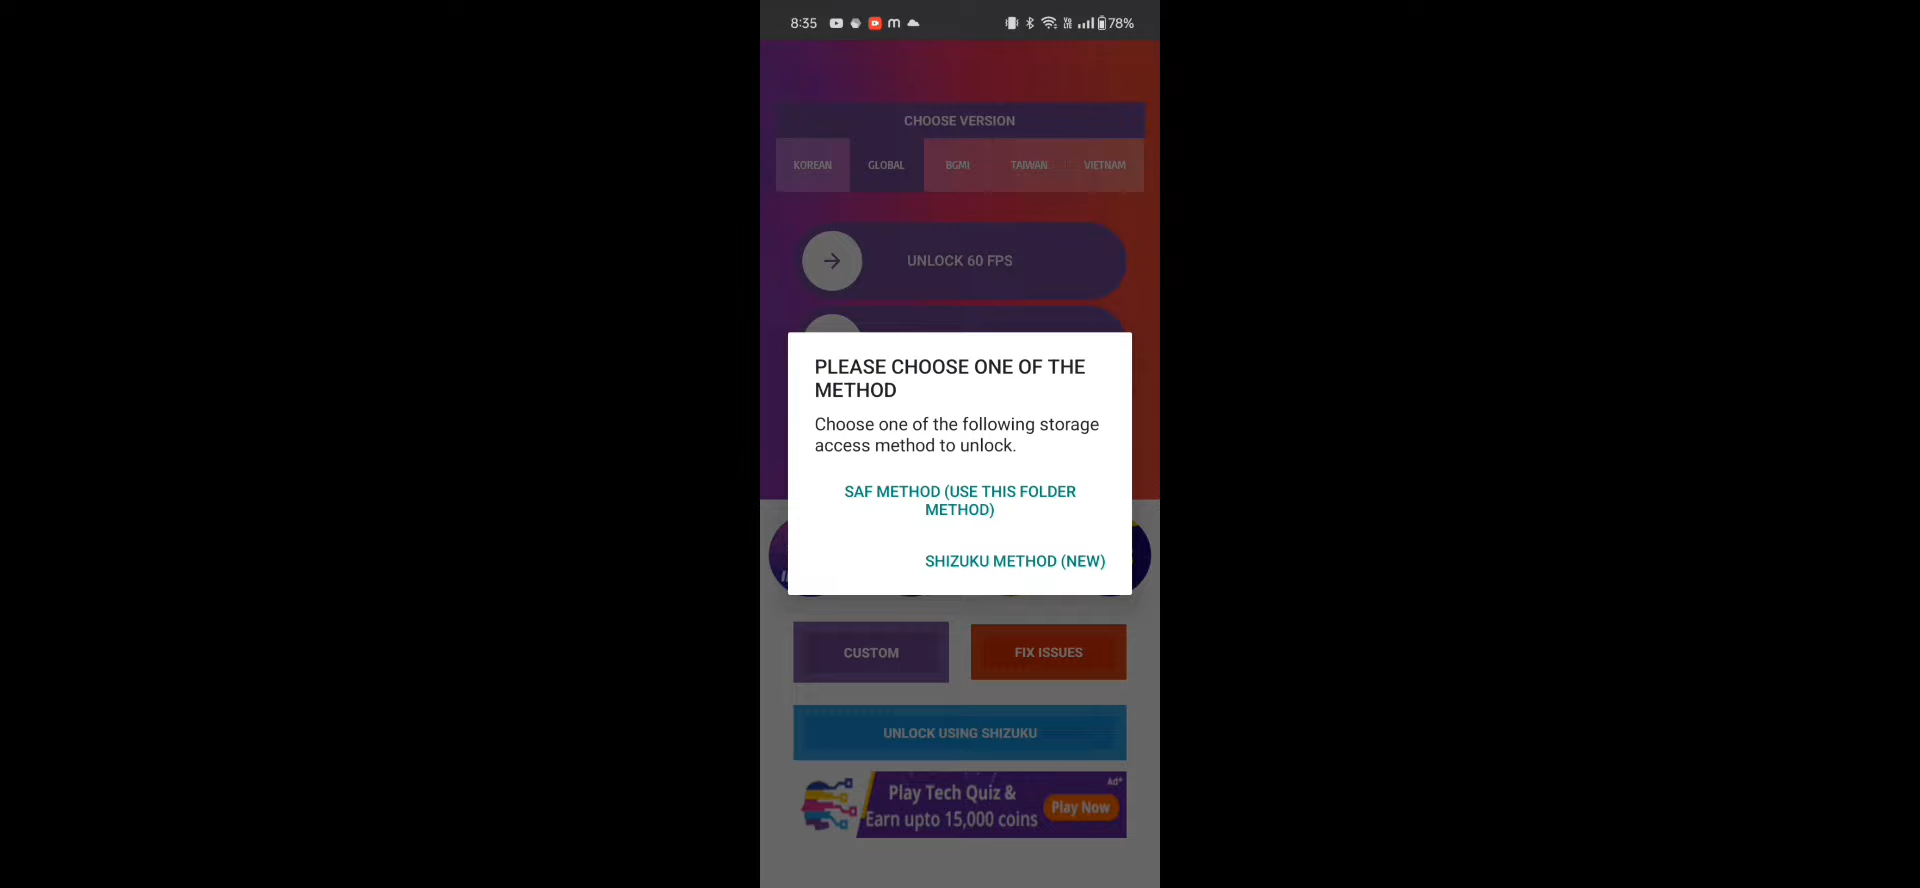 8:35
78%
CHOOSE VERSION
KOREAN GLOBAL BGMI TAIWAN VIETNAM
UNLOCK 60 FPS
PLEASE CHOOSE ONE OF THE
METHOD
Choose one of the following storage
access method to unlock.
SAF METHOD (USE THIS FOLDER
METHOD)
SHIZUKU METHOD (NEW)
CUSTOM FIX ISSUES
UNLOCK USING SHIZUKU
Ad
Play Tech Quiz &
Earn upto 15,000 coins
Play Now